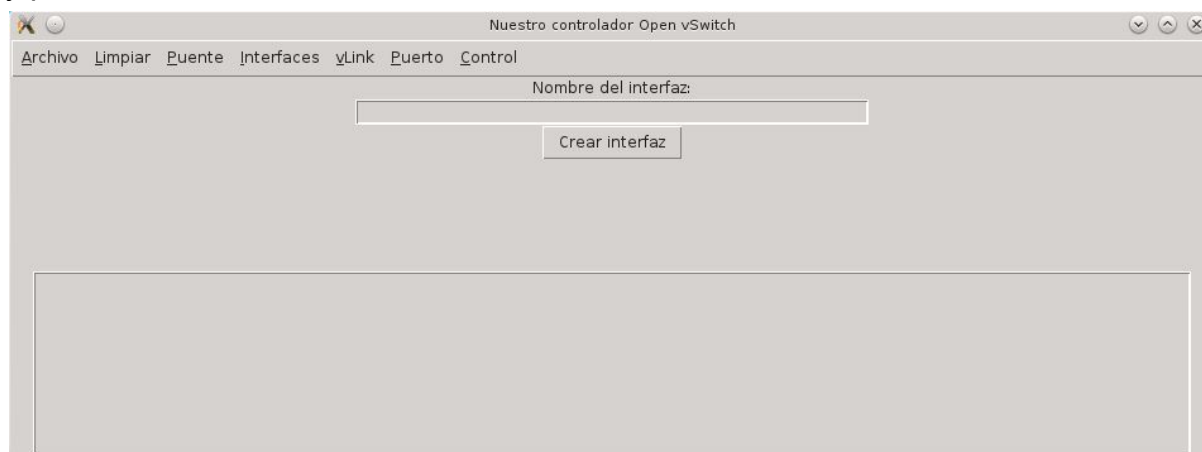 Nuestro controlador Open vSwitch
Archivo Limpiar Puente Interfaces vLink Puerto Control
Nombre del interfaz:
Crear interfaz